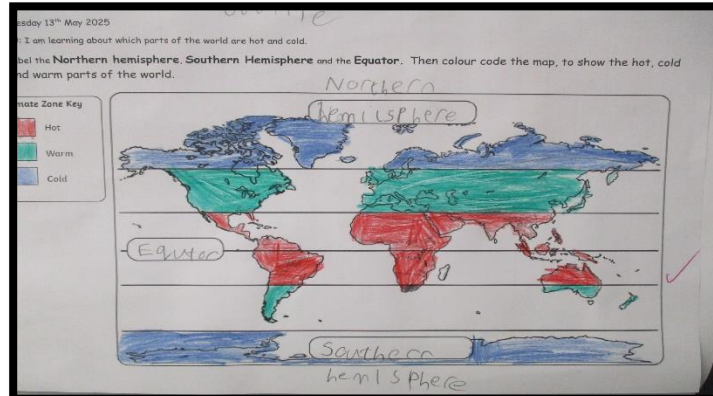 esday 13th May 2025
: I am learning about which parts of the world are hot and cold.
bel the Northern hemisphere, Southern Hemisphere and the Equator. Then colour code the map, to show the hot, cold
nd warm parts of the world.
Northern
hemisphere
mate Zone Key
Hot
Warm
Cold
Equator
Southern
hemisphere